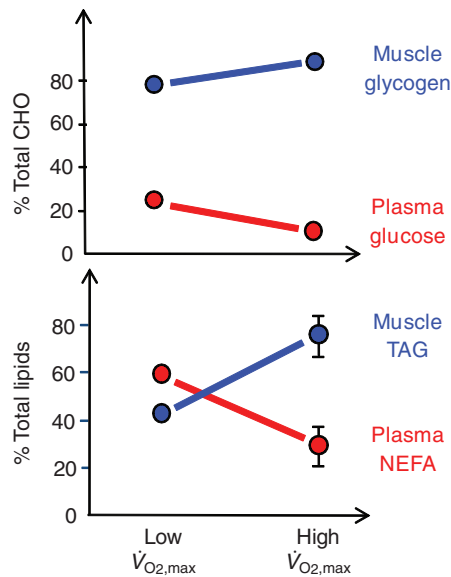 % Total CHO
80
60
40
20
0
Muscle
glycogen
Plasma
glucose
% Total lipids
80
60
40
20
0
Muscle
TAG
Plasma
NEFA
Low
V̇O2,max
High
V̇O2,max